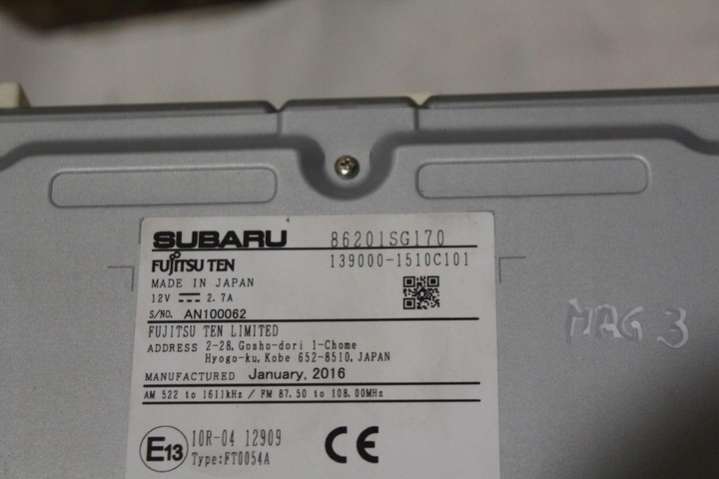 SUBARU 86201SG170
FUJITSU TEN 139000-1510C101
MADE IN JAPAN
12V 2.7A
S/NO. AN100062
FUJITSU TEN LIMITED
ADDRESS 2-28, Gosho-dori 1-Chome
Hyogo-ku, Kobe 652-8510, JAPAN
MANUFACTURED January, 2016
AM 522 to 1611kHz / FM 87.50 to 108.00MHz
E13 10R-04 12909
Type:FT0054A
CE
MAG 3